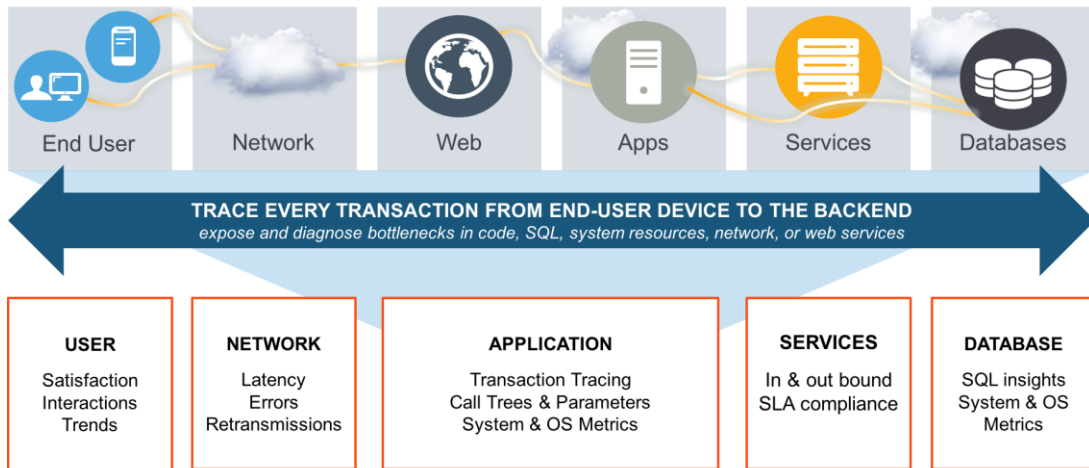 End User
Network
Web
Apps
Services
Databases
TRACE EVERY TRANSACTION FROM END-USER DEVICE TO THE BACKEND
expose and diagnose bottlenecks in code, SQL, system resources, network, or web services
USER
Satisfaction
Interactions
Trends
NETWORK
Latency
Errors
Retransmissions
APPLICATION
Transaction Tracing
Call Trees & Parameters
System & OS Metrics
SERVICES
In & out bound
SLA compliance
DATABASE
SQL insights
System & OS
Metrics